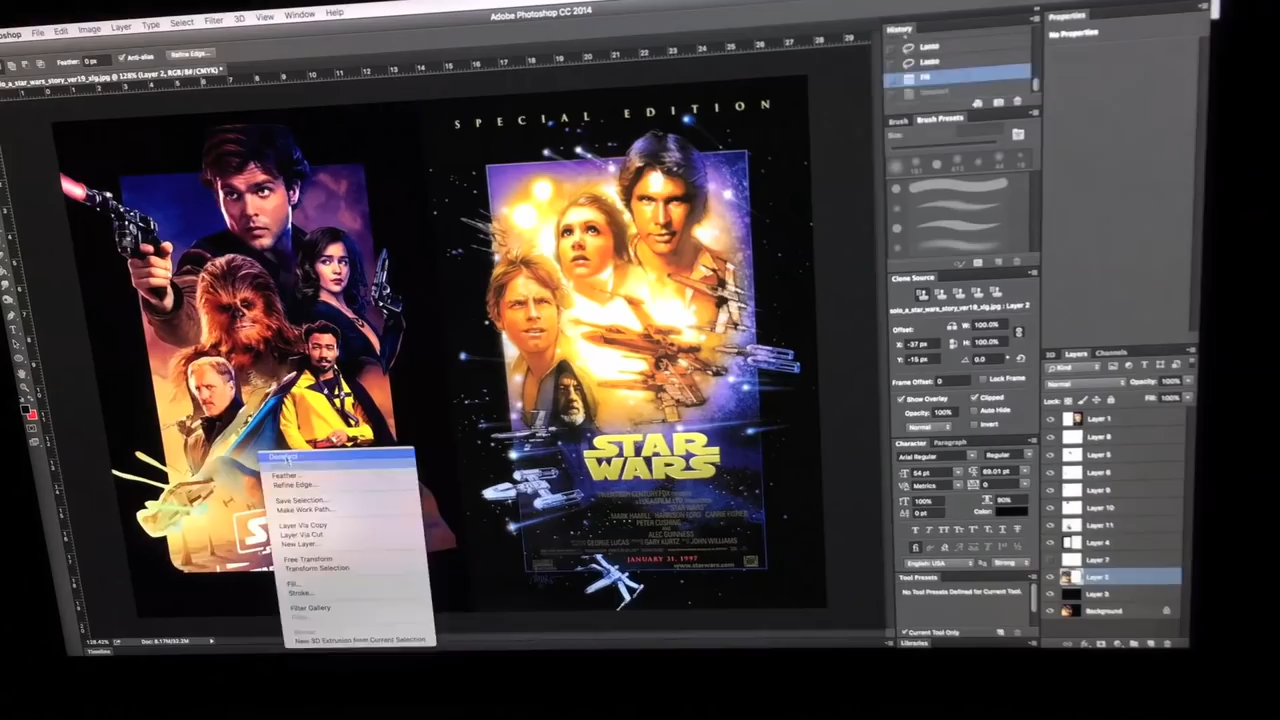 oshop File Edit Image Layer Type Select Filter 3D View Window Help
Adobe Photoshop CC 2014
Feather: 0 px Anti-alias Refine Edge...
olo_a_star_wars_story_ver19_xlg.jpg @ 128% (Layer 2, RGB/8#/CMYK) *
SPECIAL EDITION
STAR
WARS
MARK HAMILL HARRISON FORD CARRIE FISHER
PETER CUSHING
AND
ALEC GUINNESS
GEORGE LUCAS GARY KURTZ JOHN WILLIAMS
JANUARY 31, 1997
www.starwars.com
Deselect
Feather...
Refine Edge...
Save Selection...
Make Work Path...
Layer Via Copy
Layer Via Cut
New Layer...
Free Transform
Transform Selection
Fill...
Stroke...
Filter Gallery
New 3D Extrusion from Current Selection
128.42% Doc: 8.17M/32.2M
Timeline
History
Lasso
Lasso
Fill
Deselect
Brush Brush Presets
Size:
Clone Source
solo_a_star_wars_story_ver19_xlg.jpg : Layer 2
Offset: W: 100.0%
X: -37 px H: 100.0%
Y: -15 px 0.0
Frame Offset: 0 Lock Frame
Show Overlay Clipped
Opacity: 100% Auto Hide
Normal Invert
Character Paragraph
Arial Regular Regular
54 pt 69.01 pt
Metrics 0
100% 90%
0 pt Color:
English: USA Strong
Tool Presets
No Tool Presets Defined for Current Tool.
Current Tool Only
Libraries
Properties
No Properties
3D Layers Channels
Kind
Normal Opacity: 100%
Lock: Fill: 100%
Layer 1
Layer 8
Layer 5
Layer 6
Layer 9
Layer 10
Layer 11
Layer 4
Layer 7
Layer 2
Layer 3
Background